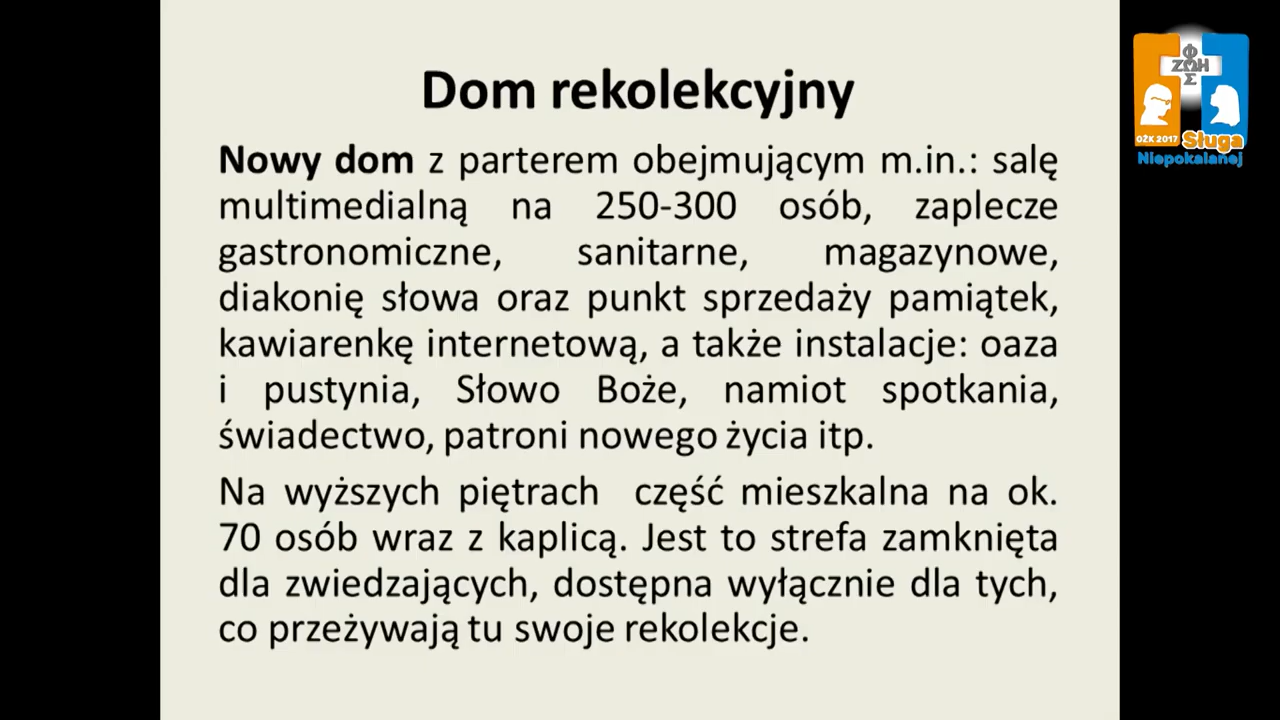 Dom rekolekcyjny
Nowy dom z parterem obejmującym m.in.: salę
multimedialną na 250-300 osób, zaplecze
gastronomiczne, sanitarne, magazynowe,
diakonię słowa oraz punkt sprzedaży pamiątek,
kawiarenkę internetową, a także instalacje: oaza
i pustynia, Słowo Boże, namiot spotkania,
świadectwo, patroni nowego życia itp.
Na wyższych piętrach część mieszkalna na ok.
70 osób wraz z kaplicą. Jest to strefa zamknięta
dla zwiedzających, dostępna wyłącznie dla tych,
co przeżywają tu swoje rekolekcje.
Φ
ΖΩΗ
Σ
OŻK 2017 Sługa
Niepokalanej